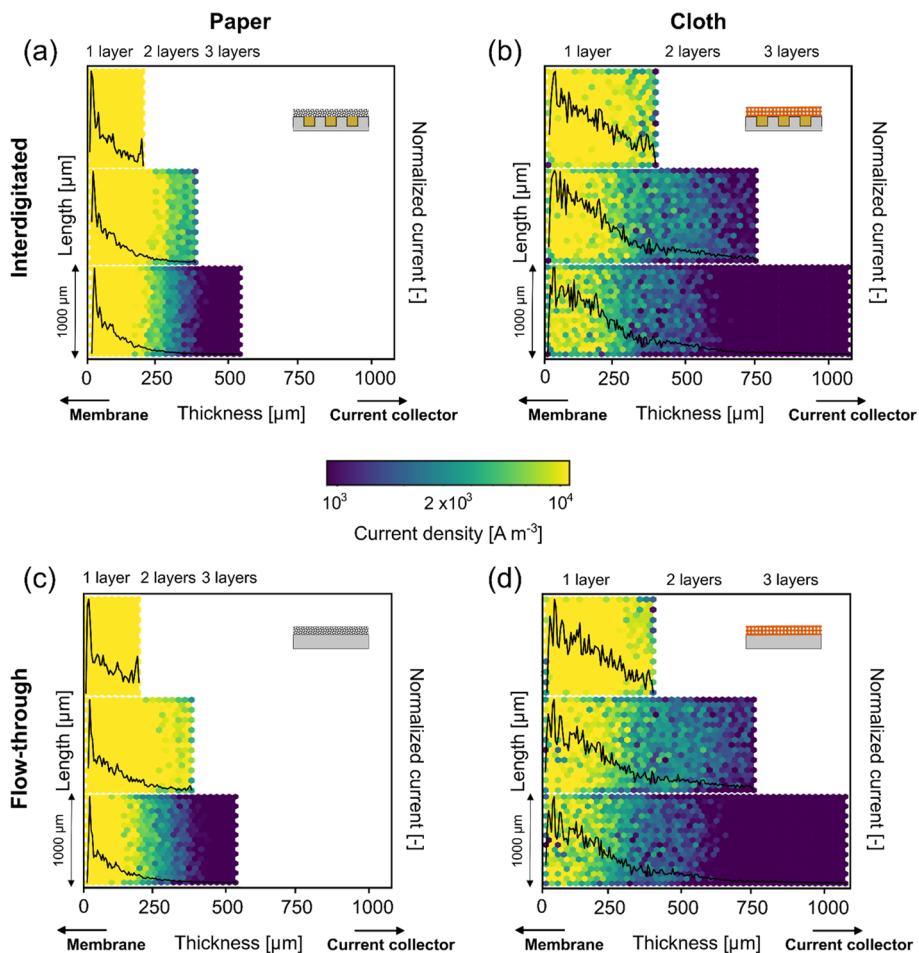 Paper
Cloth
(a)
1 layer 2 layers 3 layers
(b)
1 layer 2 layers 3 layers
Interdigitated
Length [µm]
1000 µm
Normalized current [-]
Length [µm]
1000 µm
Normalized current [-]
0 250 500 750 1000
0 250 500 750 1000
Membrane Thickness [µm] Current collector
Membrane Thickness [µm] Current collector
10³ 2 x10³ 10⁴
Current density [A m⁻³]
(c)
1 layer 2 layers 3 layers
(d)
1 layer 2 layers 3 layers
Flow-through
Length [µm]
1000 µm
Normalized current [-]
Length [µm]
1000 µm
Normalized current [-]
0 250 500 750 1000
0 250 500 750 1000
Membrane Thickness [µm] Current collector
Membrane Thickness [µm] Current collector